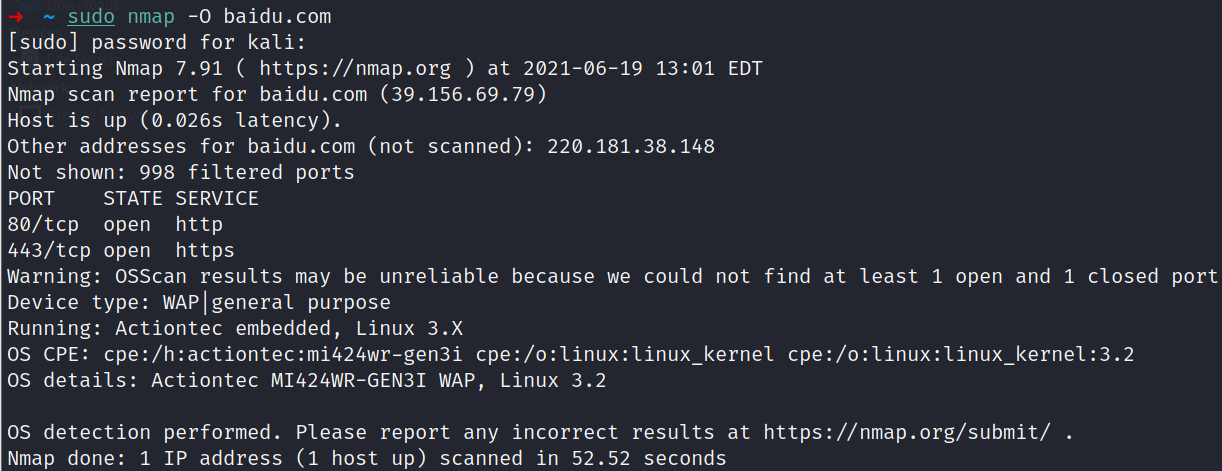 ➜ ~ sudo nmap -O baidu.com
[sudo] password for kali:
Starting Nmap 7.91 ( https://nmap.org ) at 2021-06-19 13:01 EDT
Nmap scan report for baidu.com (39.156.69.79)
Host is up (0.026s latency).
Other addresses for baidu.com (not scanned): 220.181.38.148
Not shown: 998 filtered ports
PORT    STATE SERVICE
80/tcp  open  http
443/tcp open  https
Warning: OSScan results may be unreliable because we could not find at least 1 open and 1 closed port
Device type: WAP|general purpose
Running: Actiontec embedded, Linux 3.X
OS CPE: cpe:/h:actiontec:mi424wr-gen3i cpe:/o:linux:linux_kernel cpe:/o:linux:linux_kernel:3.2
OS details: Actiontec MI424WR-GEN3I WAP, Linux 3.2

OS detection performed. Please report any incorrect results at https://nmap.org/submit/ .
Nmap done: 1 IP address (1 host up) scanned in 52.52 seconds